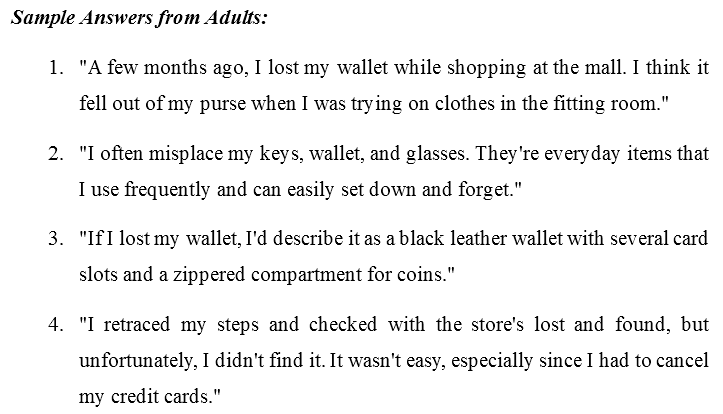 Sample Answers from Adults:
1. "A few months ago, I lost my wallet while shopping at the mall. I think it
fell out of my purse when I was trying on clothes in the fitting room."
2. "I often misplace my keys, wallet, and glasses. They're everyday items that
I use frequently and can easily set down and forget."
3. "If I lost my wallet, I'd describe it as a black leather wallet with several card
slots and a zippered compartment for coins."
4. "I retraced my steps and checked with the store's lost and found, but
unfortunately, I didn't find it. It wasn't easy, especially since I had to cancel
my credit cards."